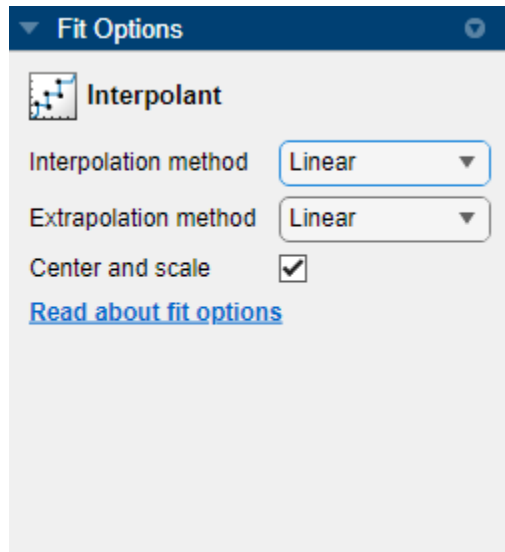 Fit Options
Interpolant
Interpolation method Linear
Extrapolation method Linear
Center and scale
Read about fit options